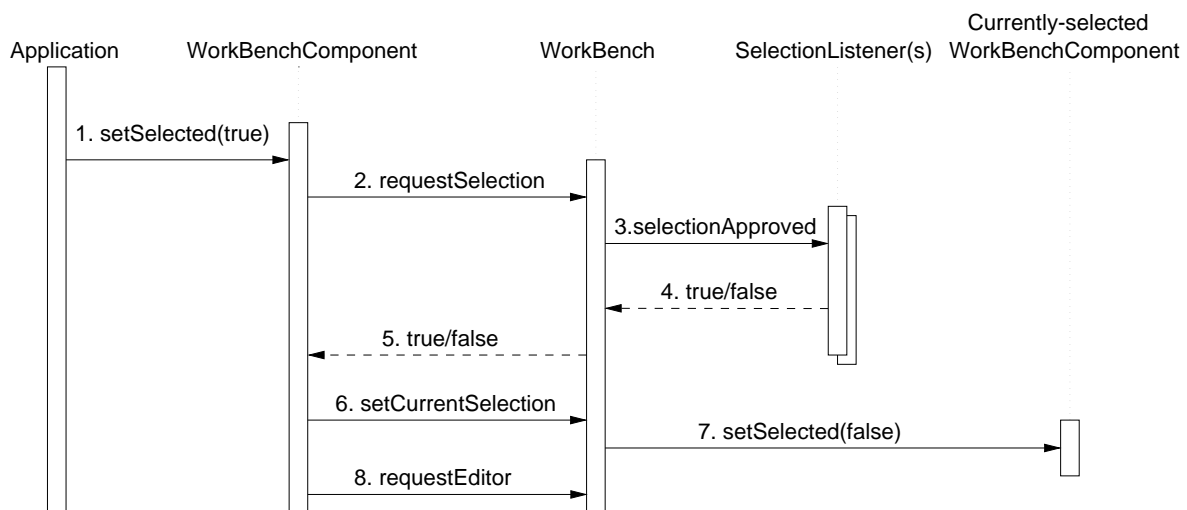 Currently-selected
Application WorkBenchComponent WorkBench SelectionListener(s) WorkBenchComponent
1. setSelected(true)
2. requestSelection
3.selectionApproved
4. true/false
5. true/false
6. setCurrentSelection
7. setSelected(false)
8. requestEditor